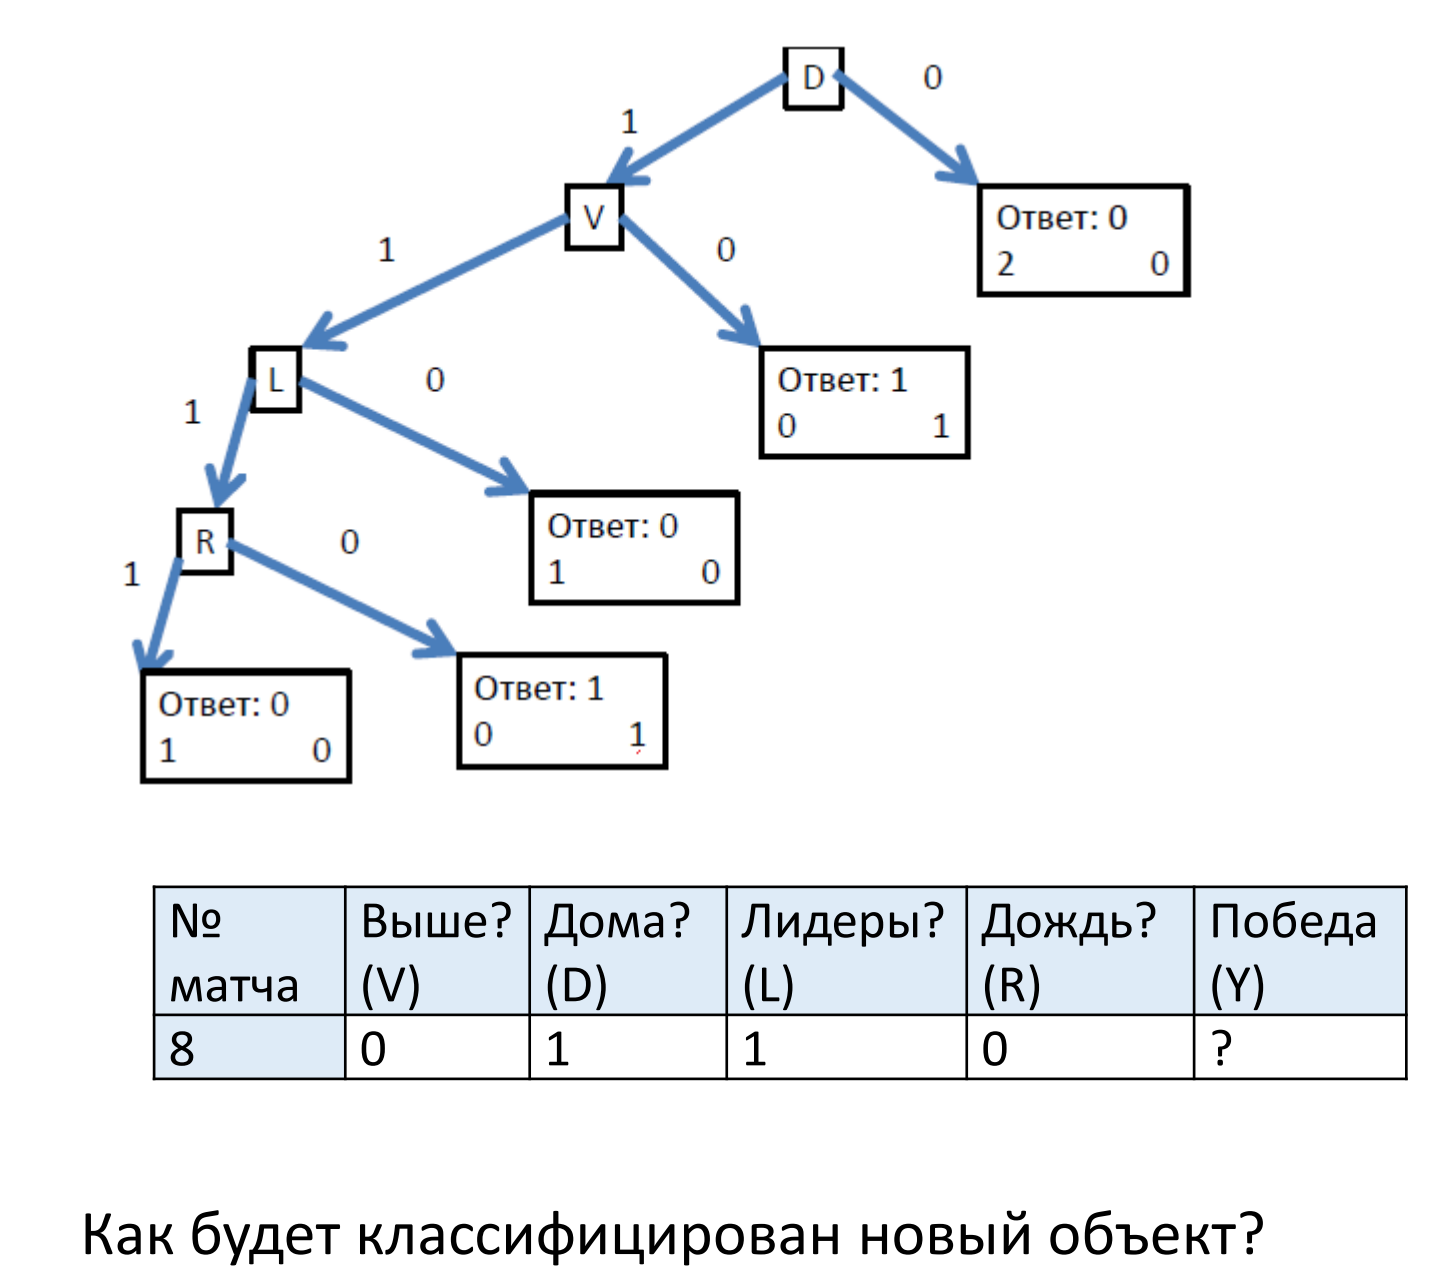 D
0
1
V
Ответ: 0
2 0
1
0
L
Ответ: 1
0 1
0
1
R
Ответ: 0
1 0
0
1
Ответ: 0
1 0
Ответ: 1
0 1
№ матча Выше? (V) Дома? (D) Лидеры? (L) Дождь? (R) Победа (Y)
8 0 1 1 0 ?
Как будет классифицирован новый объект?